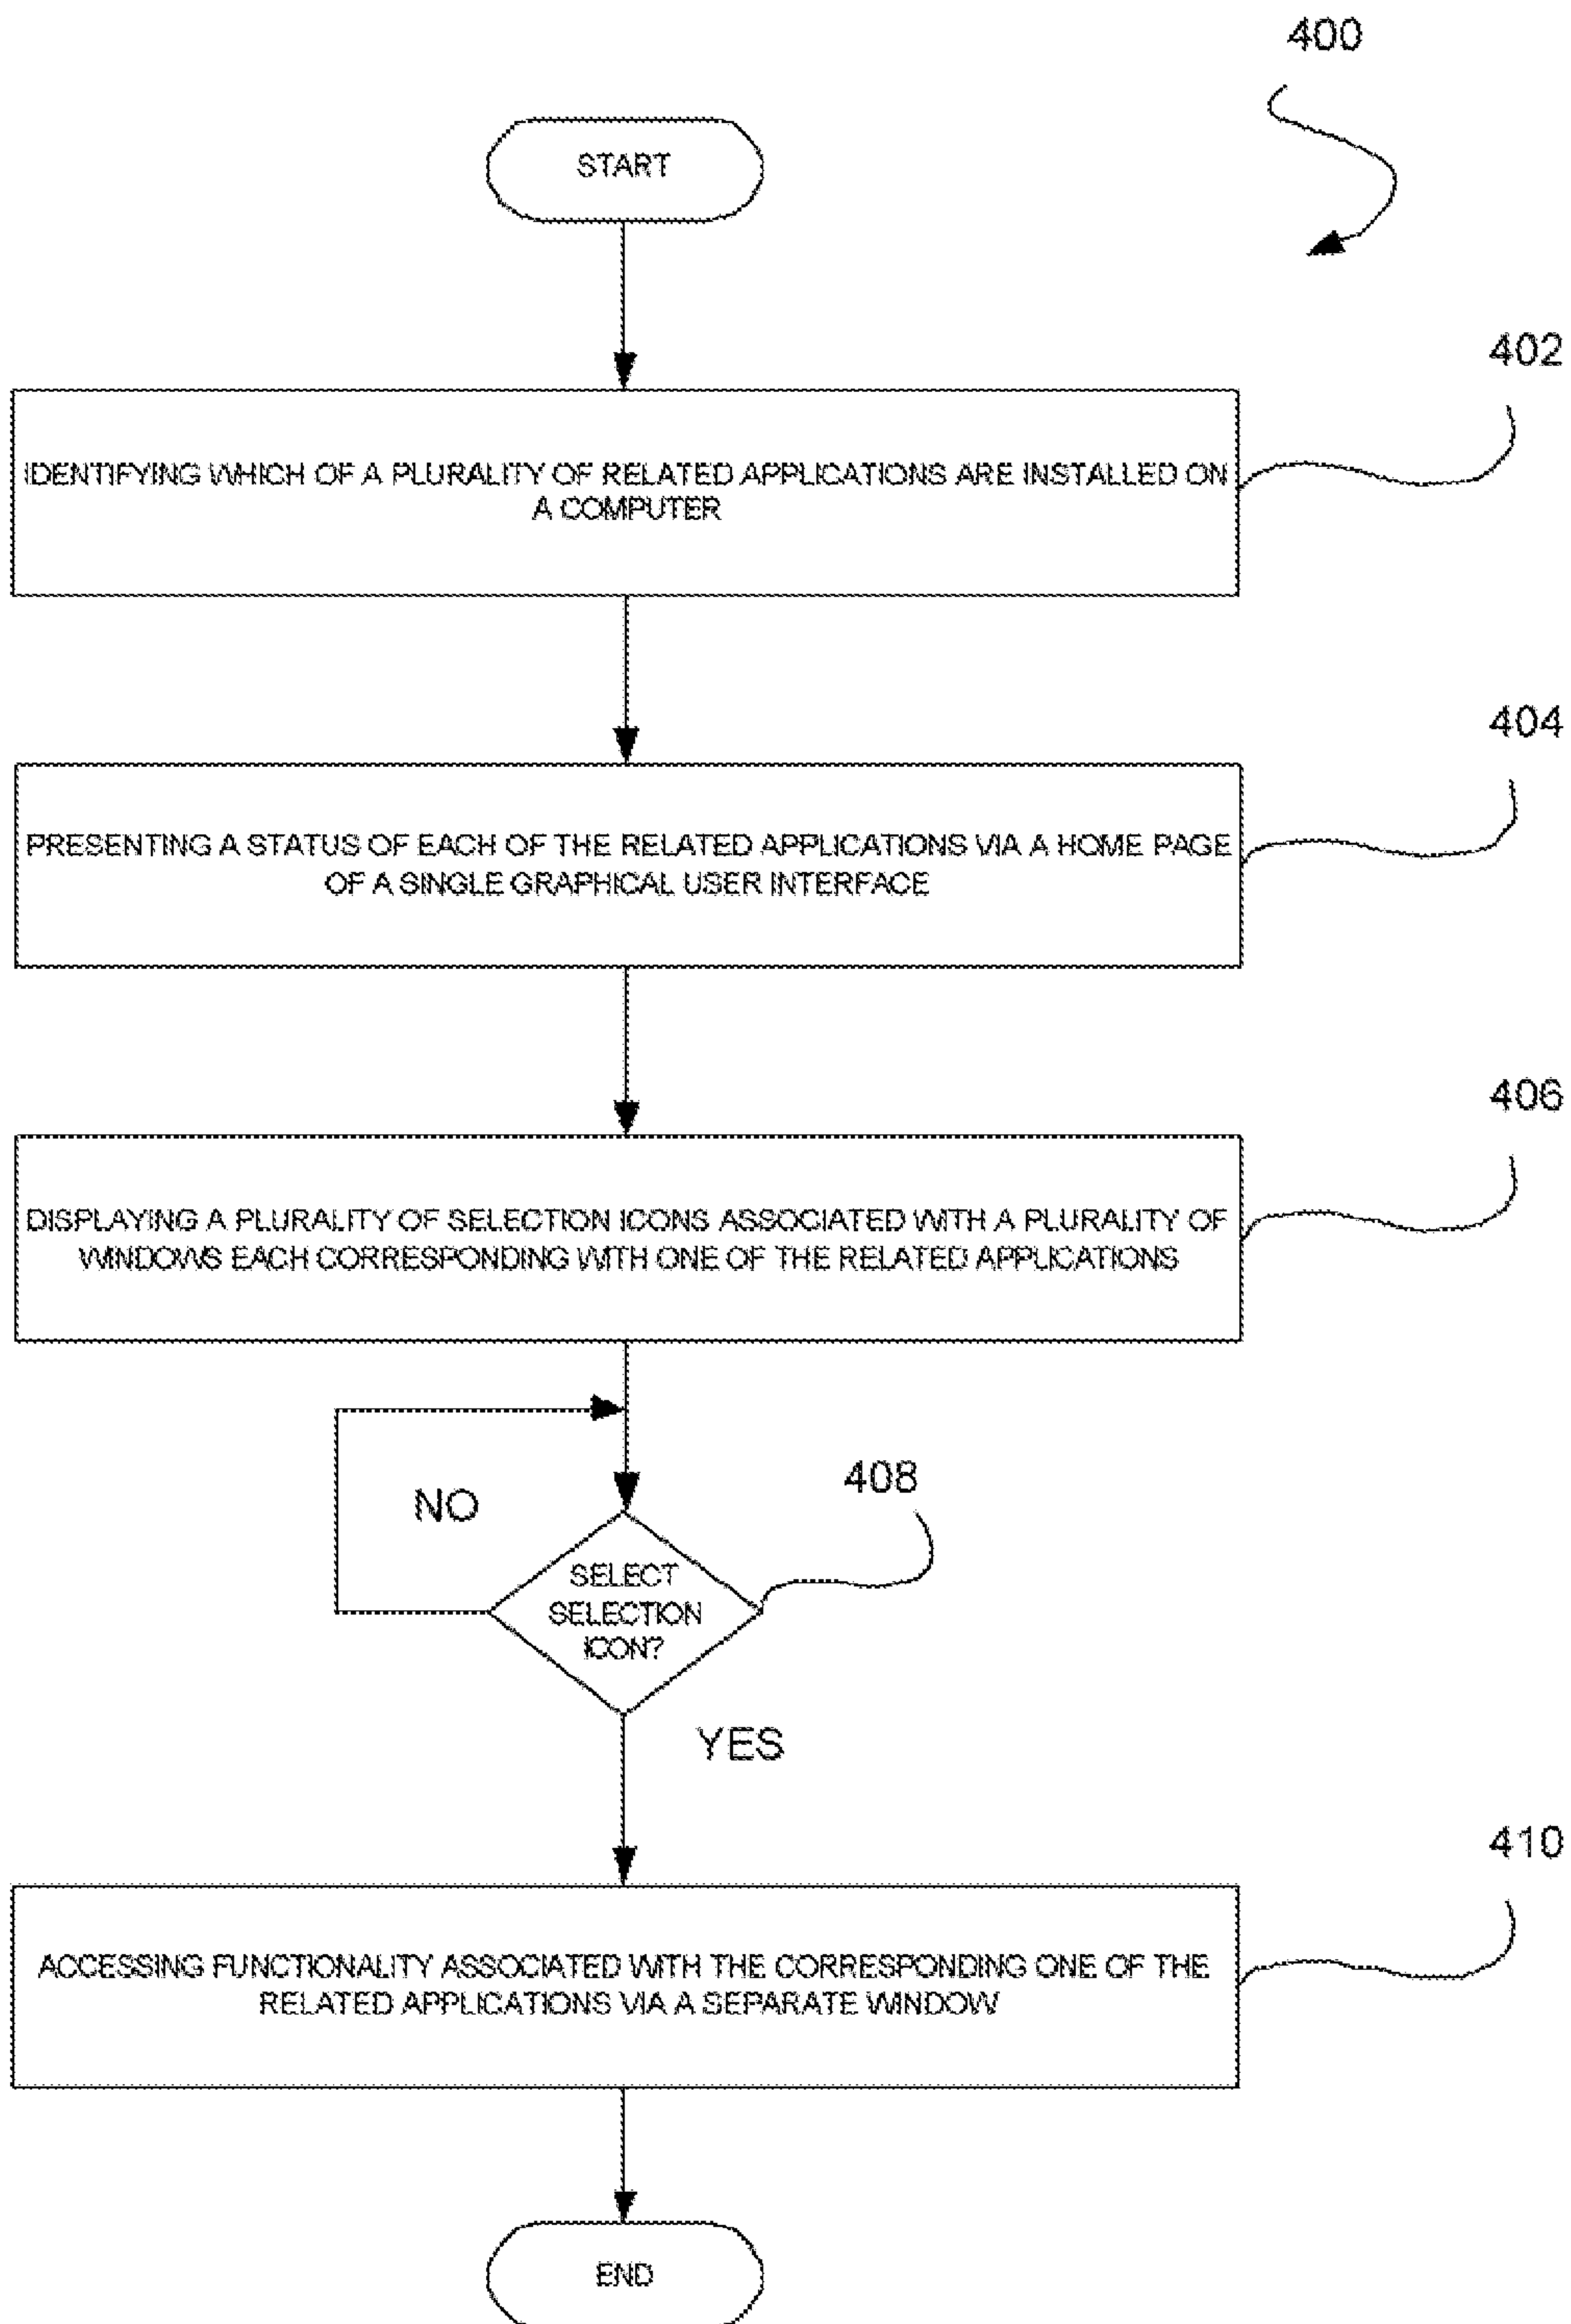 400
START
402
IDENTIFYING WHICH OF A PLURALITY OF RELATED APPLICATIONS ARE INSTALLED ON
A COMPUTER
404
PRESENTING A STATUS OF EACH OF THE RELATED APPLICATIONS VIA A HOME PAGE
OF A SINGLE GRAPHICAL USER INTERFACE
406
DISPLAYING A PLURALITY OF SELECTION ICONS ASSOCIATED WITH A PLURALITY OF
WINDOWS EACH CORRESPONDING WITH ONE OF THE RELATED APPLICATIONS
408
NO
SELECT
SELECTION
ICON?
YES
410
ACCESSING FUNCTIONALITY ASSOCIATED WITH THE CORRESPONDING ONE OF THE
RELATED APPLICATIONS VIA A SEPARATE WINDOW
END